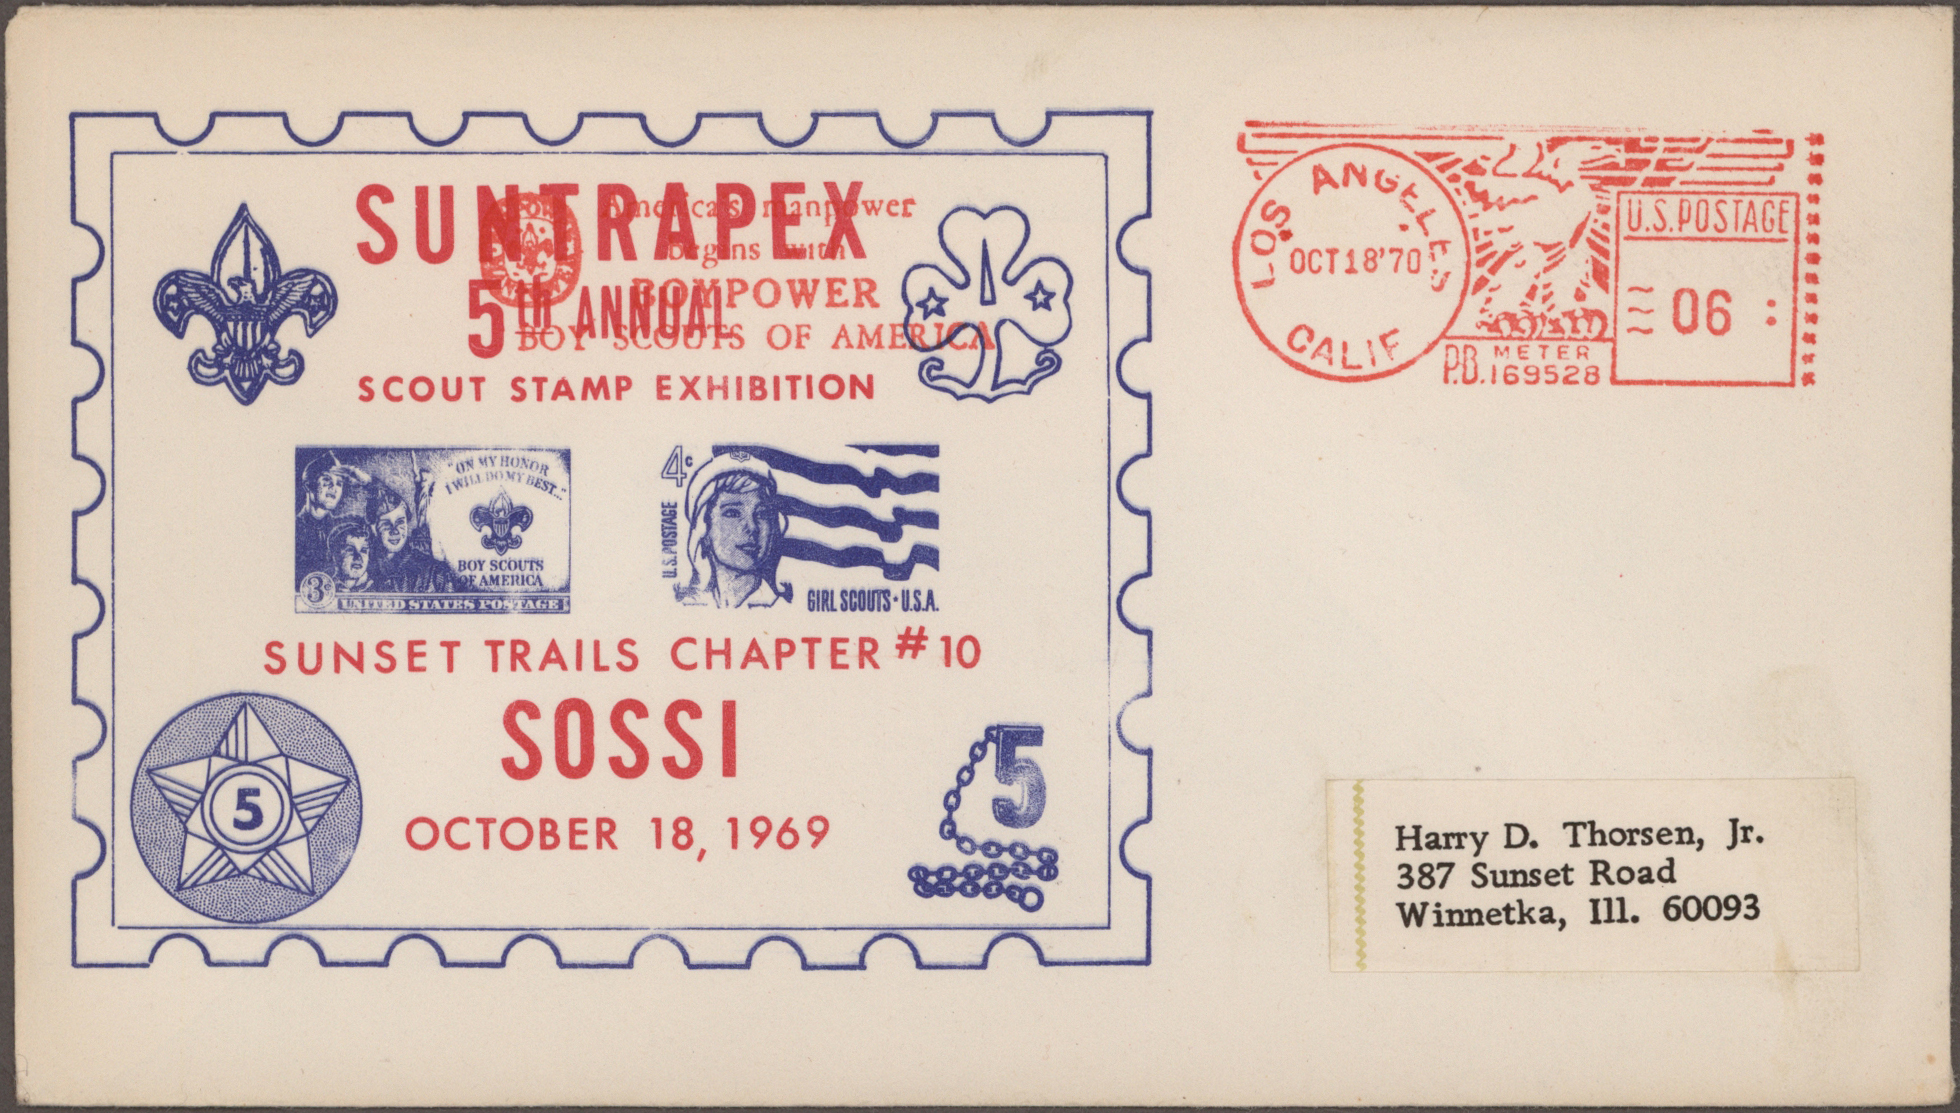 SUNTRAPEX
5th ANNUAL
SCOUT STAMP EXHIBITION
America's manpower
begins with
BOYPOWER
BOY SCOUTS OF AMERICA
"ON MY HONOR
I WILL DO MY BEST..."
BOY SCOUTS
OF AMERICA
3¢
UNITED STATES POSTAGE
4c
U.S. POSTAGE
GIRL SCOUTS • U.S.A.
SUNSET TRAILS CHAPTER #10
SOSSI
OCTOBER 18, 1969
5
5
LOS ANGELES
OCT 18 '70
CALIF
P.B. METER
169528
U.S. POSTAGE
06
Harry D. Thorsen, Jr.
387 Sunset Road
Winnetka, Ill. 60093